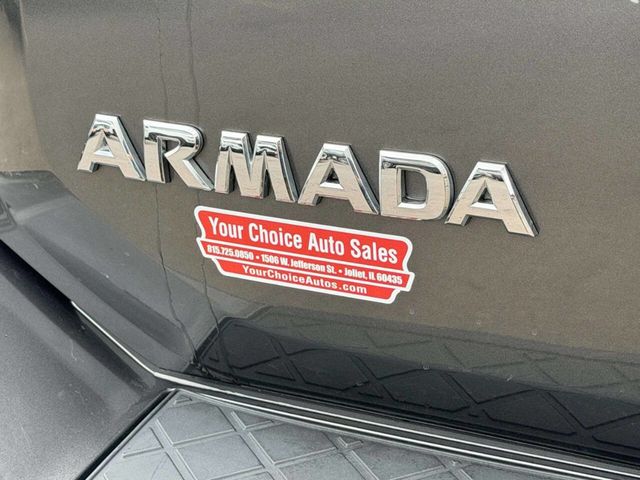 ARMADA
Your Choice Auto Sales
815.725.0850 • 1506 W. Jefferson St. • Joliet, IL 60435
YourChoiceAutos.com